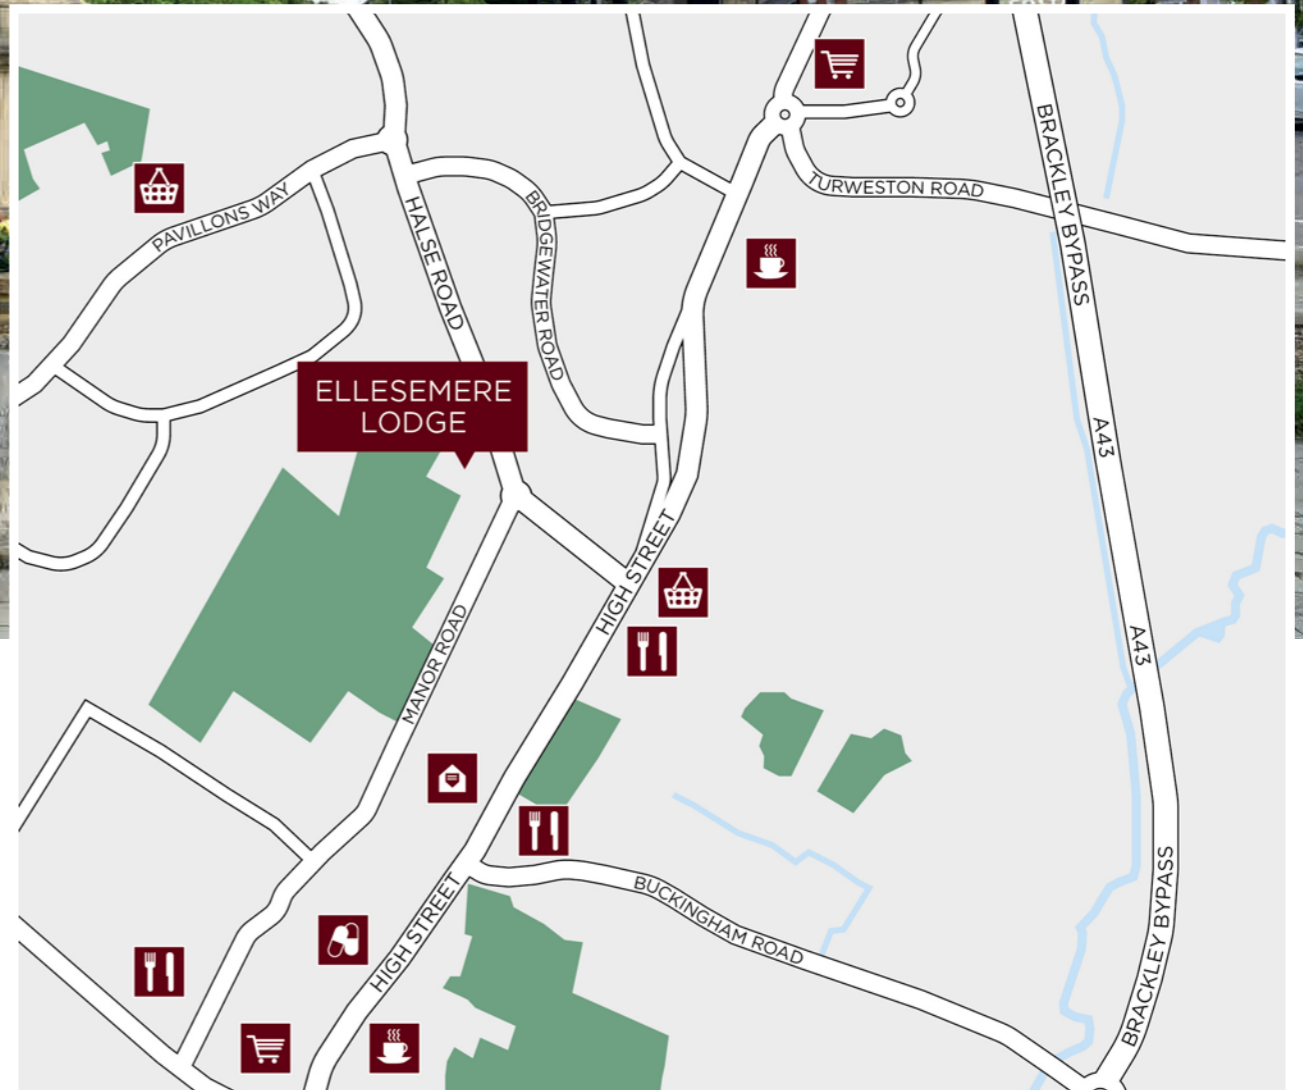 BRACKLEY BYPASS
TURWESTON ROAD
PAVILLONS WAY
HALSE ROAD
BRIDGEWATER ROAD
ELLESEMERE
LODGE
A43
HIGH STREET
A43
MANOR ROAD
HIGH STREET
BUCKINGHAM ROAD
BRACKLEY BYPASS